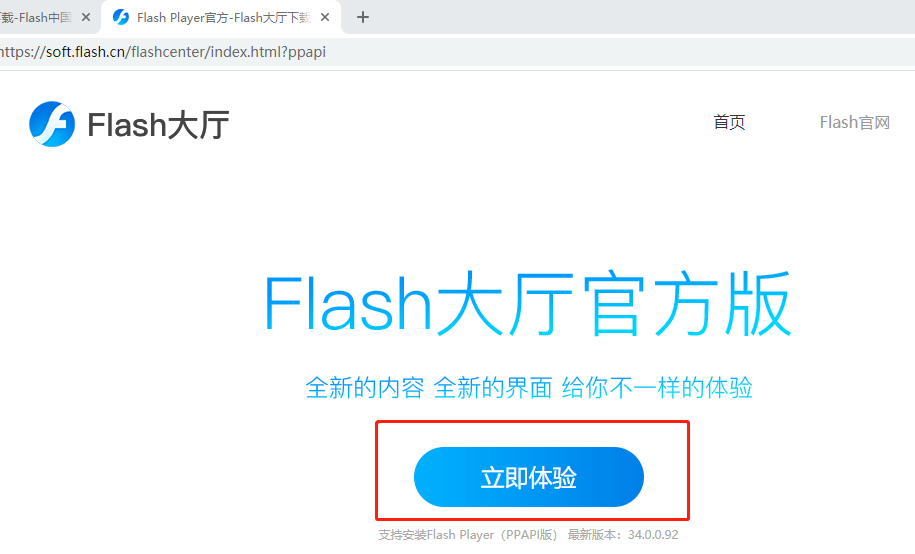 下载-Flash中国
Flash Player官方-Flash大厅下载
https://soft.flash.cn/flashcenter/index.html?ppapi
Flash大厅
首页
Flash官网
Flash大厅官方版
全新的内容 全新的界面 给你不一样的体验
立即体验
支持安装Flash Player（PPAPI版） 最新版本：34.0.0.92